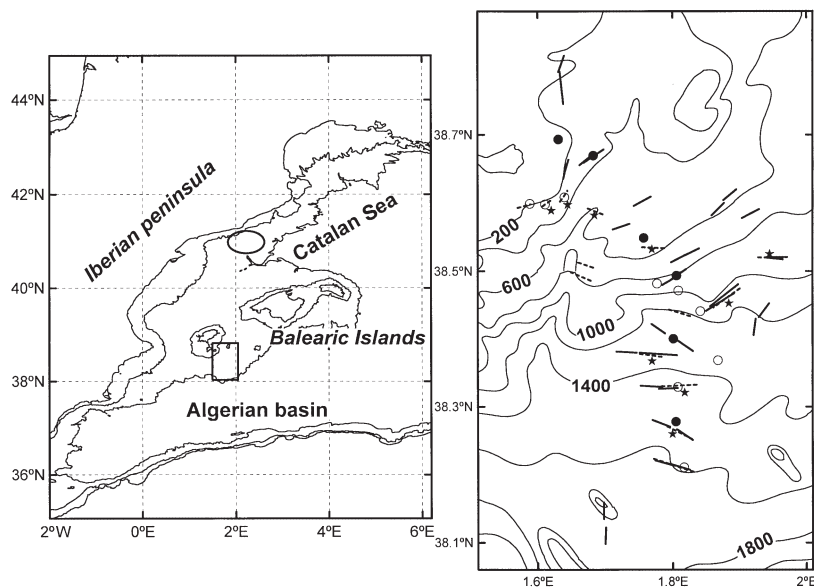 44ºN
42ºN
40ºN
38ºN
36ºN
2ºW
0ºE
2ºE
4ºE
6ºE
Iberian peninsula
Catalan Sea
Balearic Islands
Algerian basin
38.7ºN
38.5ºN
38.3ºN
38.1ºN
1.6ºE
1.8ºE
2ºE
200
600
1000
1400
1800